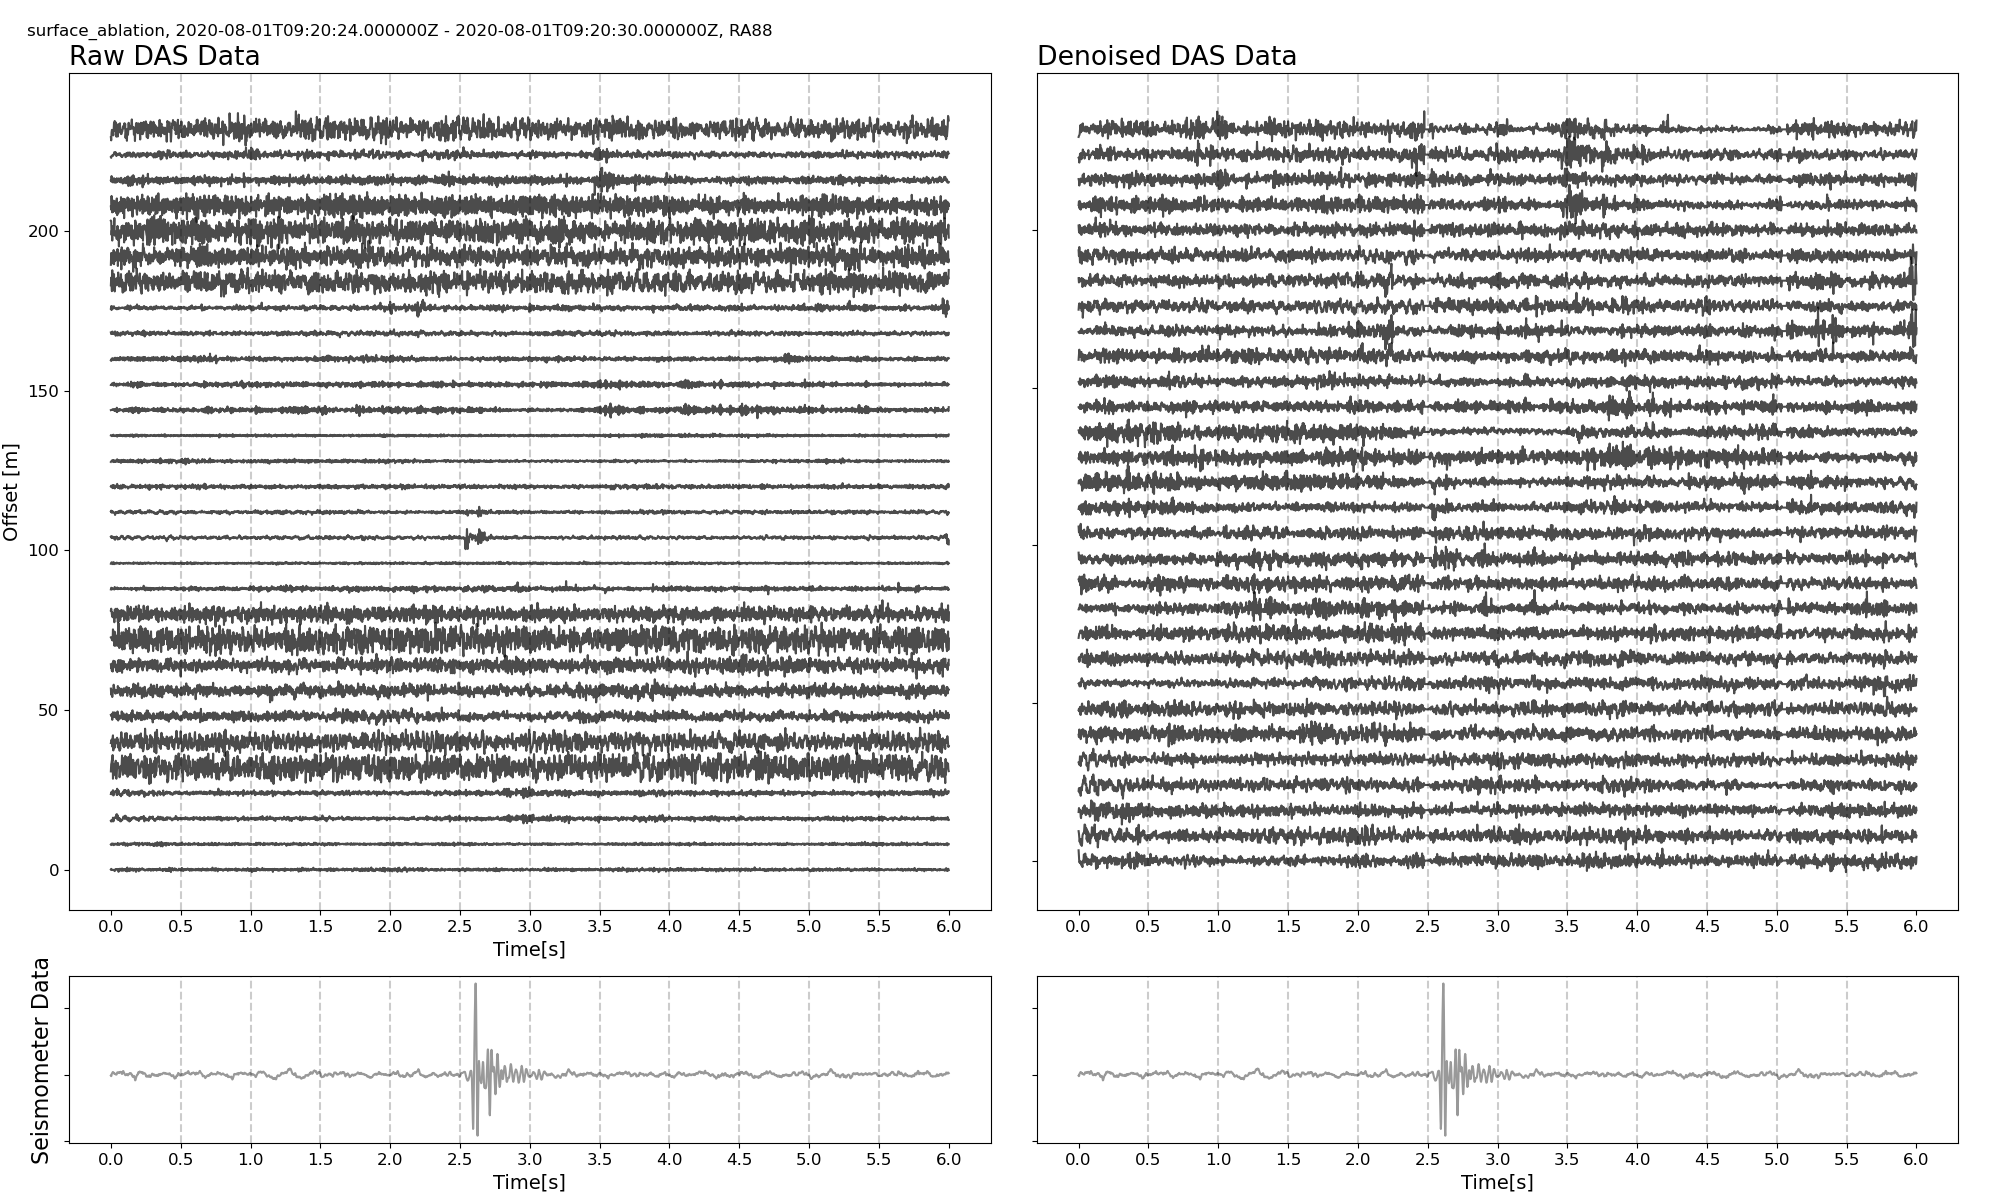 surface_ablation, 2020-08-01T09:20:24.000000Z - 2020-08-01T09:20:30.000000Z, RA88
Raw DAS Data
Denoised DAS Data
Offset [m]
200
150
100
50
0
0.0 0.5 1.0 1.5 2.0 2.5 3.0 3.5 4.0 4.5 5.0 5.5 6.0
Time[s]
0.0 0.5 1.0 1.5 2.0 2.5 3.0 3.5 4.0 4.5 5.0 5.5 6.0
Seismometer Data
0.0 0.5 1.0 1.5 2.0 2.5 3.0 3.5 4.0 4.5 5.0 5.5 6.0
Time[s]
0.0 0.5 1.0 1.5 2.0 2.5 3.0 3.5 4.0 4.5 5.0 5.5 6.0
Time[s]